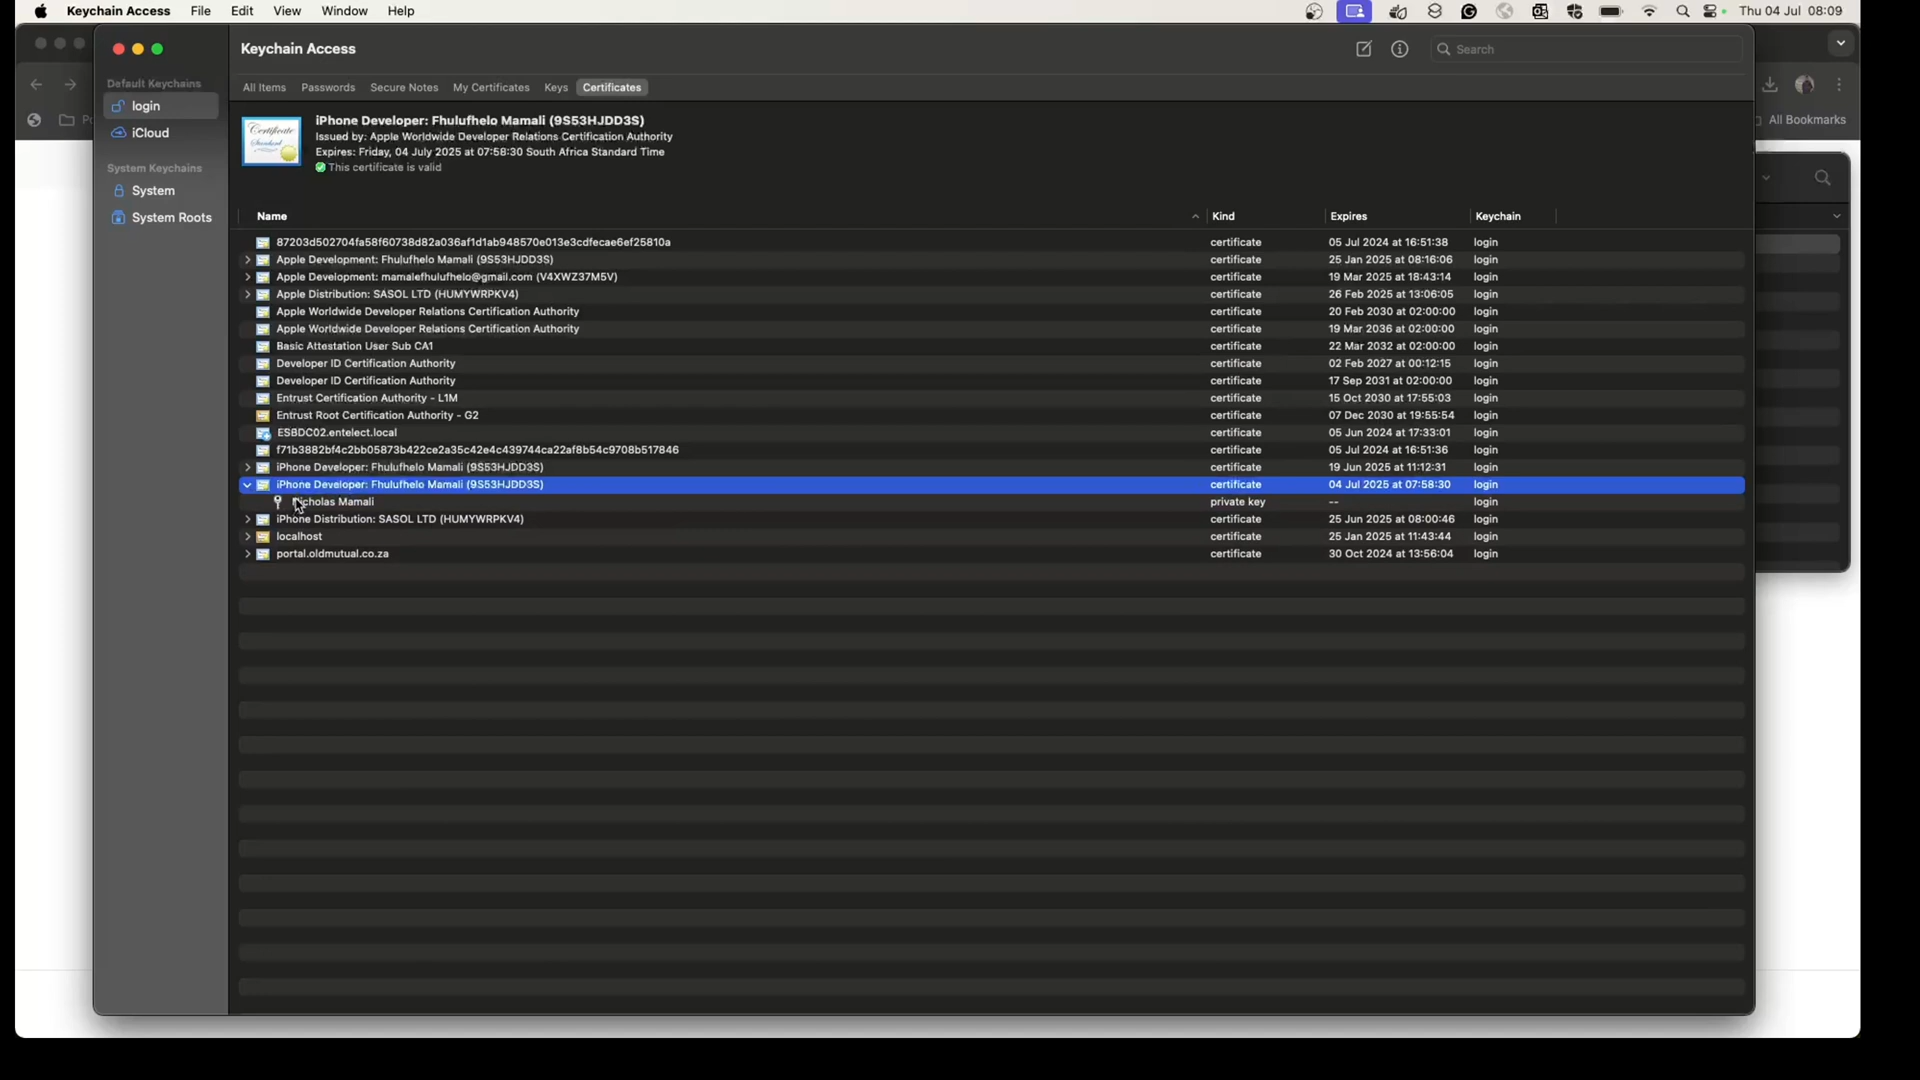 Keychain Access File Edit View Window Help
Thu 04 Jul 08:09
Keychain Access
Search
Default Keychains
login
iCloud
System Keychains
System
System Roots
All Items Passwords Secure Notes My Certificates Keys Certificates
All Bookmarks
Certificate
Standard
iPhone Developer: Fhulufhelo Mamali (9S53HJDD3S)
Issued by: Apple Worldwide Developer Relations Certification Authority
Expires: Friday, 04 July 2025 at 07:58:30 South Africa Standard Time
This certificate is valid
Name Kind Expires Keychain
87203d502704fa58f60738d82a036af1d1ab948570e013e3cdfecae6ef25810a certificate 05 Jul 2024 at 16:51:38 login
Apple Development: Fhulufhelo Mamali (9S53HJDD3S) certificate 25 Jan 2025 at 08:16:06 login
Apple Development: mamalefhulufhelo@gmail.com (V4XWZ37M5V) certificate 19 Mar 2025 at 18:43:14 login
Apple Distribution: SASOL LTD (HUMYWRPKV4) certificate 26 Feb 2025 at 13:06:05 login
Apple Worldwide Developer Relations Certification Authority certificate 20 Feb 2030 at 02:00:00 login
Apple Worldwide Developer Relations Certification Authority certificate 19 Mar 2036 at 02:00:00 login
Basic Attestation User Sub CA1 certificate 22 Mar 2032 at 02:00:00 login
Developer ID Certification Authority certificate 02 Feb 2027 at 00:12:15 login
Developer ID Certification Authority certificate 17 Sep 2031 at 02:00:00 login
Entrust Certification Authority - L1M certificate 15 Oct 2030 at 17:55:03 login
Entrust Root Certification Authority - G2 certificate 07 Dec 2030 at 19:55:54 login
ESBDC02.entelect.local certificate 05 Jun 2024 at 17:33:01 login
f71b3882bf4c2bb05873b422ce2a35c42e4c439744ca22af8b54c9708b517846 certificate 05 Jul 2024 at 16:51:36 login
iPhone Developer: Fhulufhelo Mamali (9S53HJDD3S) certificate 19 Jun 2025 at 11:12:31 login
iPhone Developer: Fhulufhelo Mamali (9S53HJDD3S) certificate 04 Jul 2025 at 07:58:30 login
Mamali private key -- login
iPhone Distribution: SASOL LTD (HUMYWRPKV4) certificate 25 Jun 2025 at 08:00:46 login
localhost certificate 25 Jan 2025 at 11:43:44 login
portal.oldmutual.co.za certificate 30 Oct 2024 at 13:56:04 login